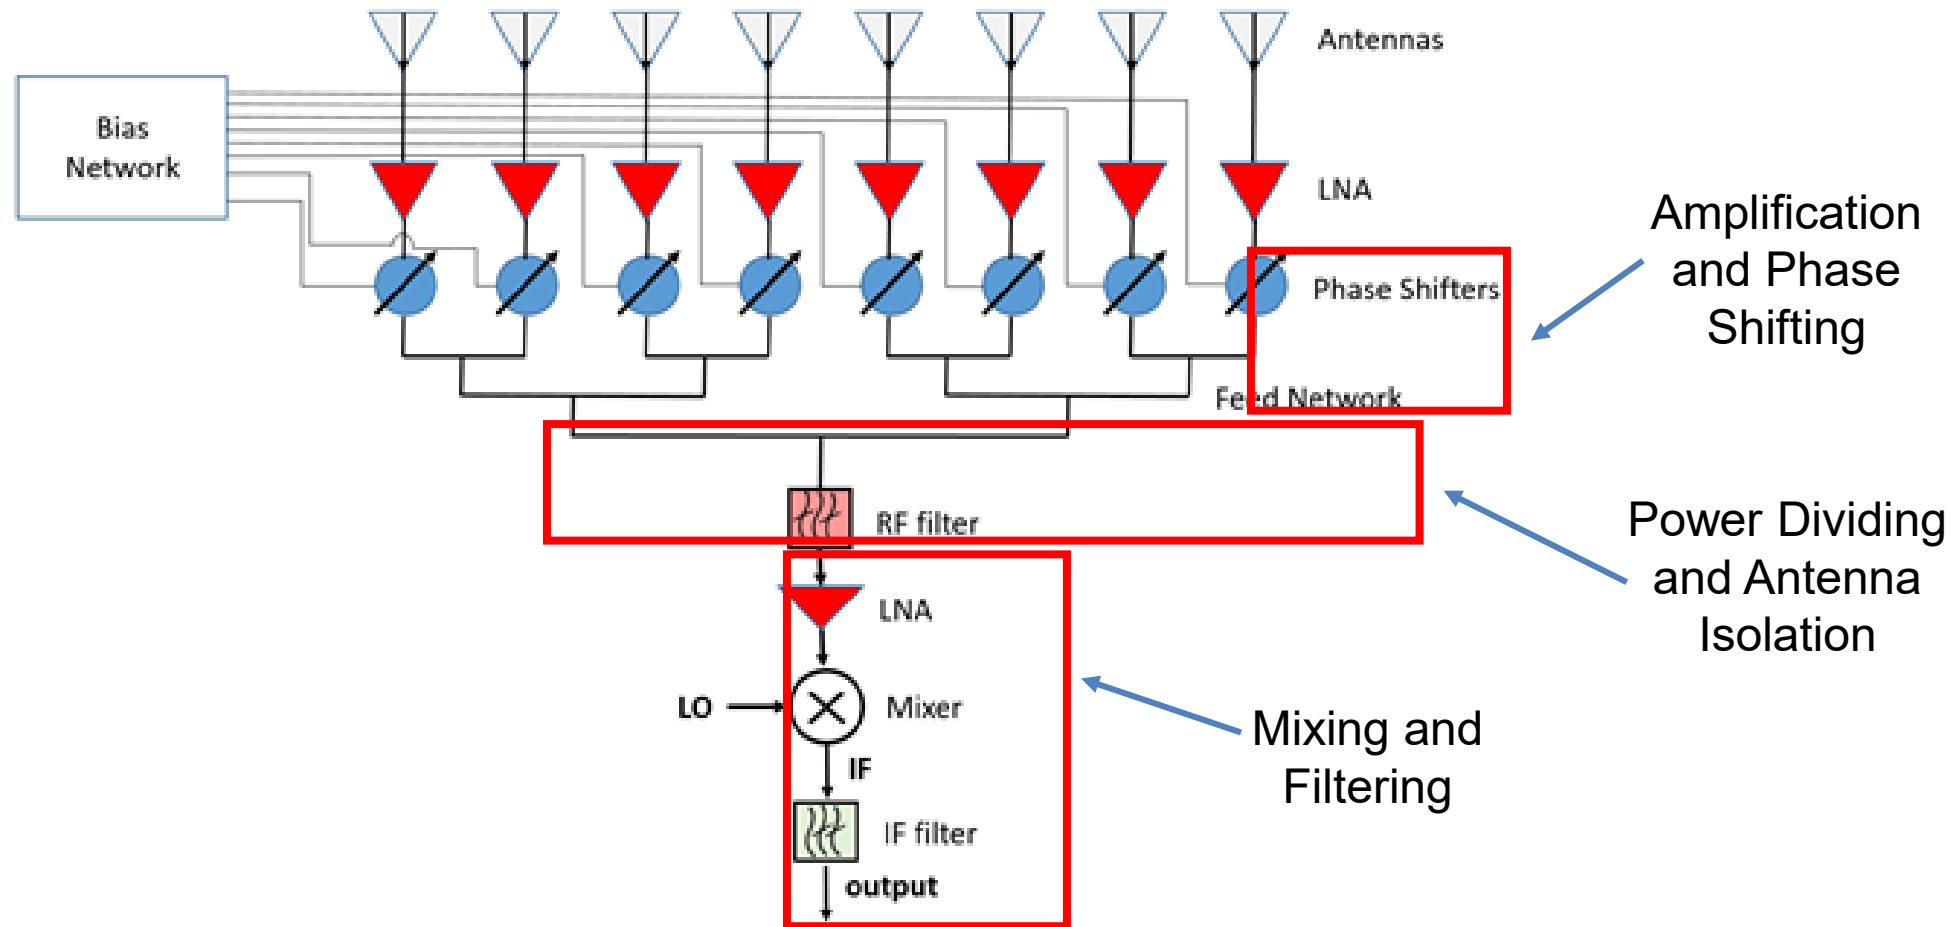 Antennas
Bias
Network
LNA
Amplification
and Phase
Shifting
Phase Shifters
Feed Network
RF filter
Power Dividing
and Antenna
Isolation
LNA
LO
Mixer
Mixing and
Filtering
IF
IF filter
output